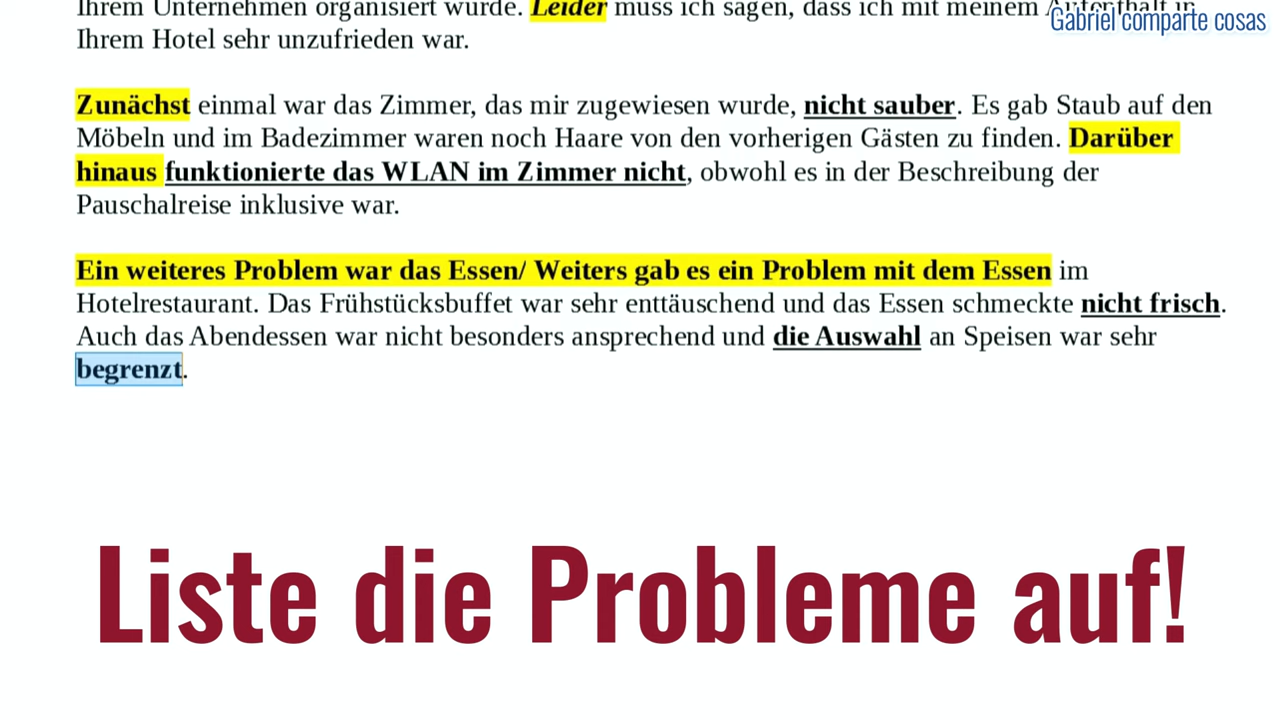 Ihrem Unternehmen organisiert wurde. Leider muss ich sagen, dass ich mit meinem Aufenthalt in
Gabriel comparte cosas
Ihrem Hotel sehr unzufrieden war.
Zunächst einmal war das Zimmer, das mir zugewiesen wurde, nicht sauber. Es gab Staub auf den
Möbeln und im Badezimmer waren noch Haare von den vorherigen Gästen zu finden. Darüber
hinaus funktionierte das WLAN im Zimmer nicht, obwohl es in der Beschreibung der
Pauschalreise inklusive war.
Ein weiteres Problem war das Essen/ Weiters gab es ein Problem mit dem Essen im
Hotelrestaurant. Das Frühstücksbuffet war sehr enttäuschend und das Essen schmeckte nicht frisch.
Auch das Abendessen war nicht besonders ansprechend und die Auswahl an Speisen war sehr
begrenzt.
Liste die Probleme auf!